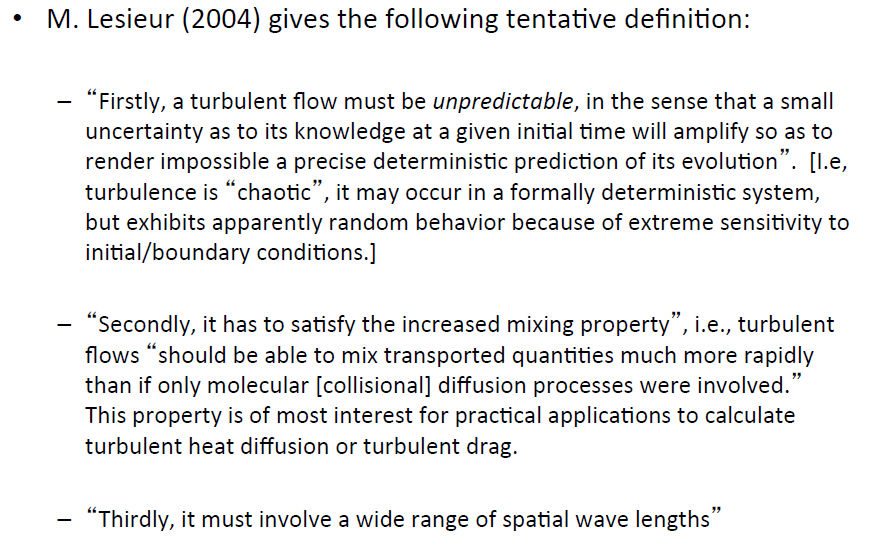 • M. Lesieur (2004) gives the following tentative definition:
– “Firstly, a turbulent flow must be unpredictable, in the sense that a small
uncertainty as to its knowledge at a given initial time will amplify so as to
render impossible a precise deterministic prediction of its evolution”. [I.e,
turbulence is “chaotic”, it may occur in a formally deterministic system,
but exhibits apparently random behavior because of extreme sensitivity to
initial/boundary conditions.]
– “Secondly, it has to satisfy the increased mixing property”, i.e., turbulent
flows “should be able to mix transported quantities much more rapidly
than if only molecular [collisional] diffusion processes were involved.”
This property is of most interest for practical applications to calculate
turbulent heat diffusion or turbulent drag.
– “Thirdly, it must involve a wide range of spatial wave lengths”